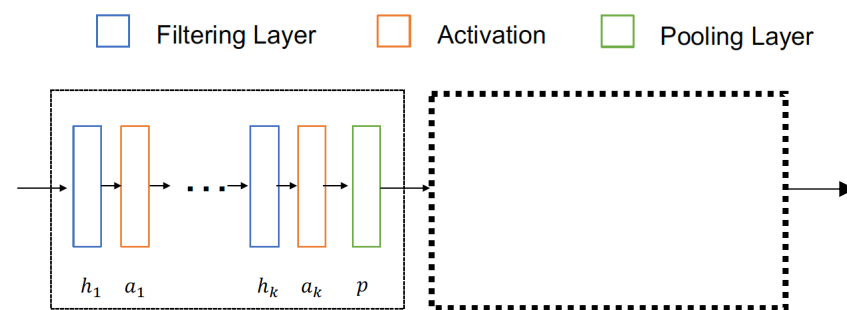 Filtering Layer Activation Pooling Layer
...
h₁ a₁ hₖ aₖ p